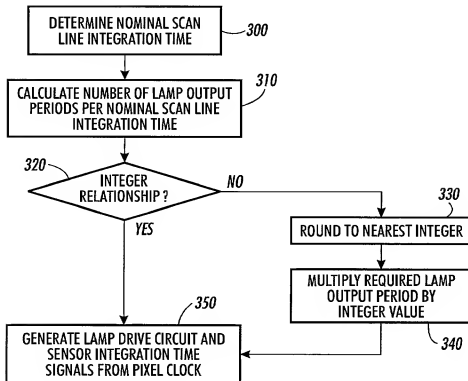 DETERMINE NOMINAL SCAN
LINE INTEGRATION TIME
300
CALCULATE NUMBER OF LAMP OUTPUT
PERIODS PER NOMINAL SCAN LINE
INTEGRATION TIME
310
320
INTEGER
RELATIONSHIP ?
NO
YES
330
ROUND TO NEAREST INTEGER
MULTIPLY REQUIRED LAMP
OUTPUT PERIOD BY
INTEGER VALUE
340
350
GENERATE LAMP DRIVE CIRCUIT AND
SENSOR INTEGRATION TIME
SIGNALS FROM PIXEL CLOCK